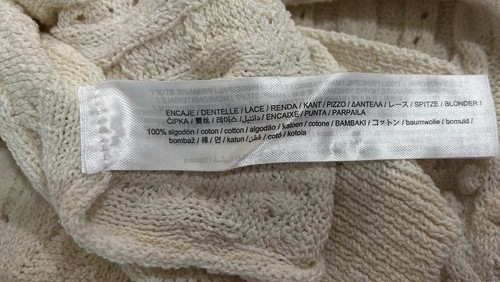 ENCAJE / DENTELLE / LACE / RENDA / KANT / PIZZO / ΔΑΝΤΕΛΑ / レース / SPITZE / BLONDER /
ČIPKA / 蕾丝 / 레이스 / دانتيل / ENCAIXE / PUNTA / PARPAILA
100% algodón / coton / cotton / algodão / katoen / cotone / BAMBAKI / コットン / baumwolle / bomuld /
bombaž / 棉 / 면 / katun / قطن / cotó / kotoia